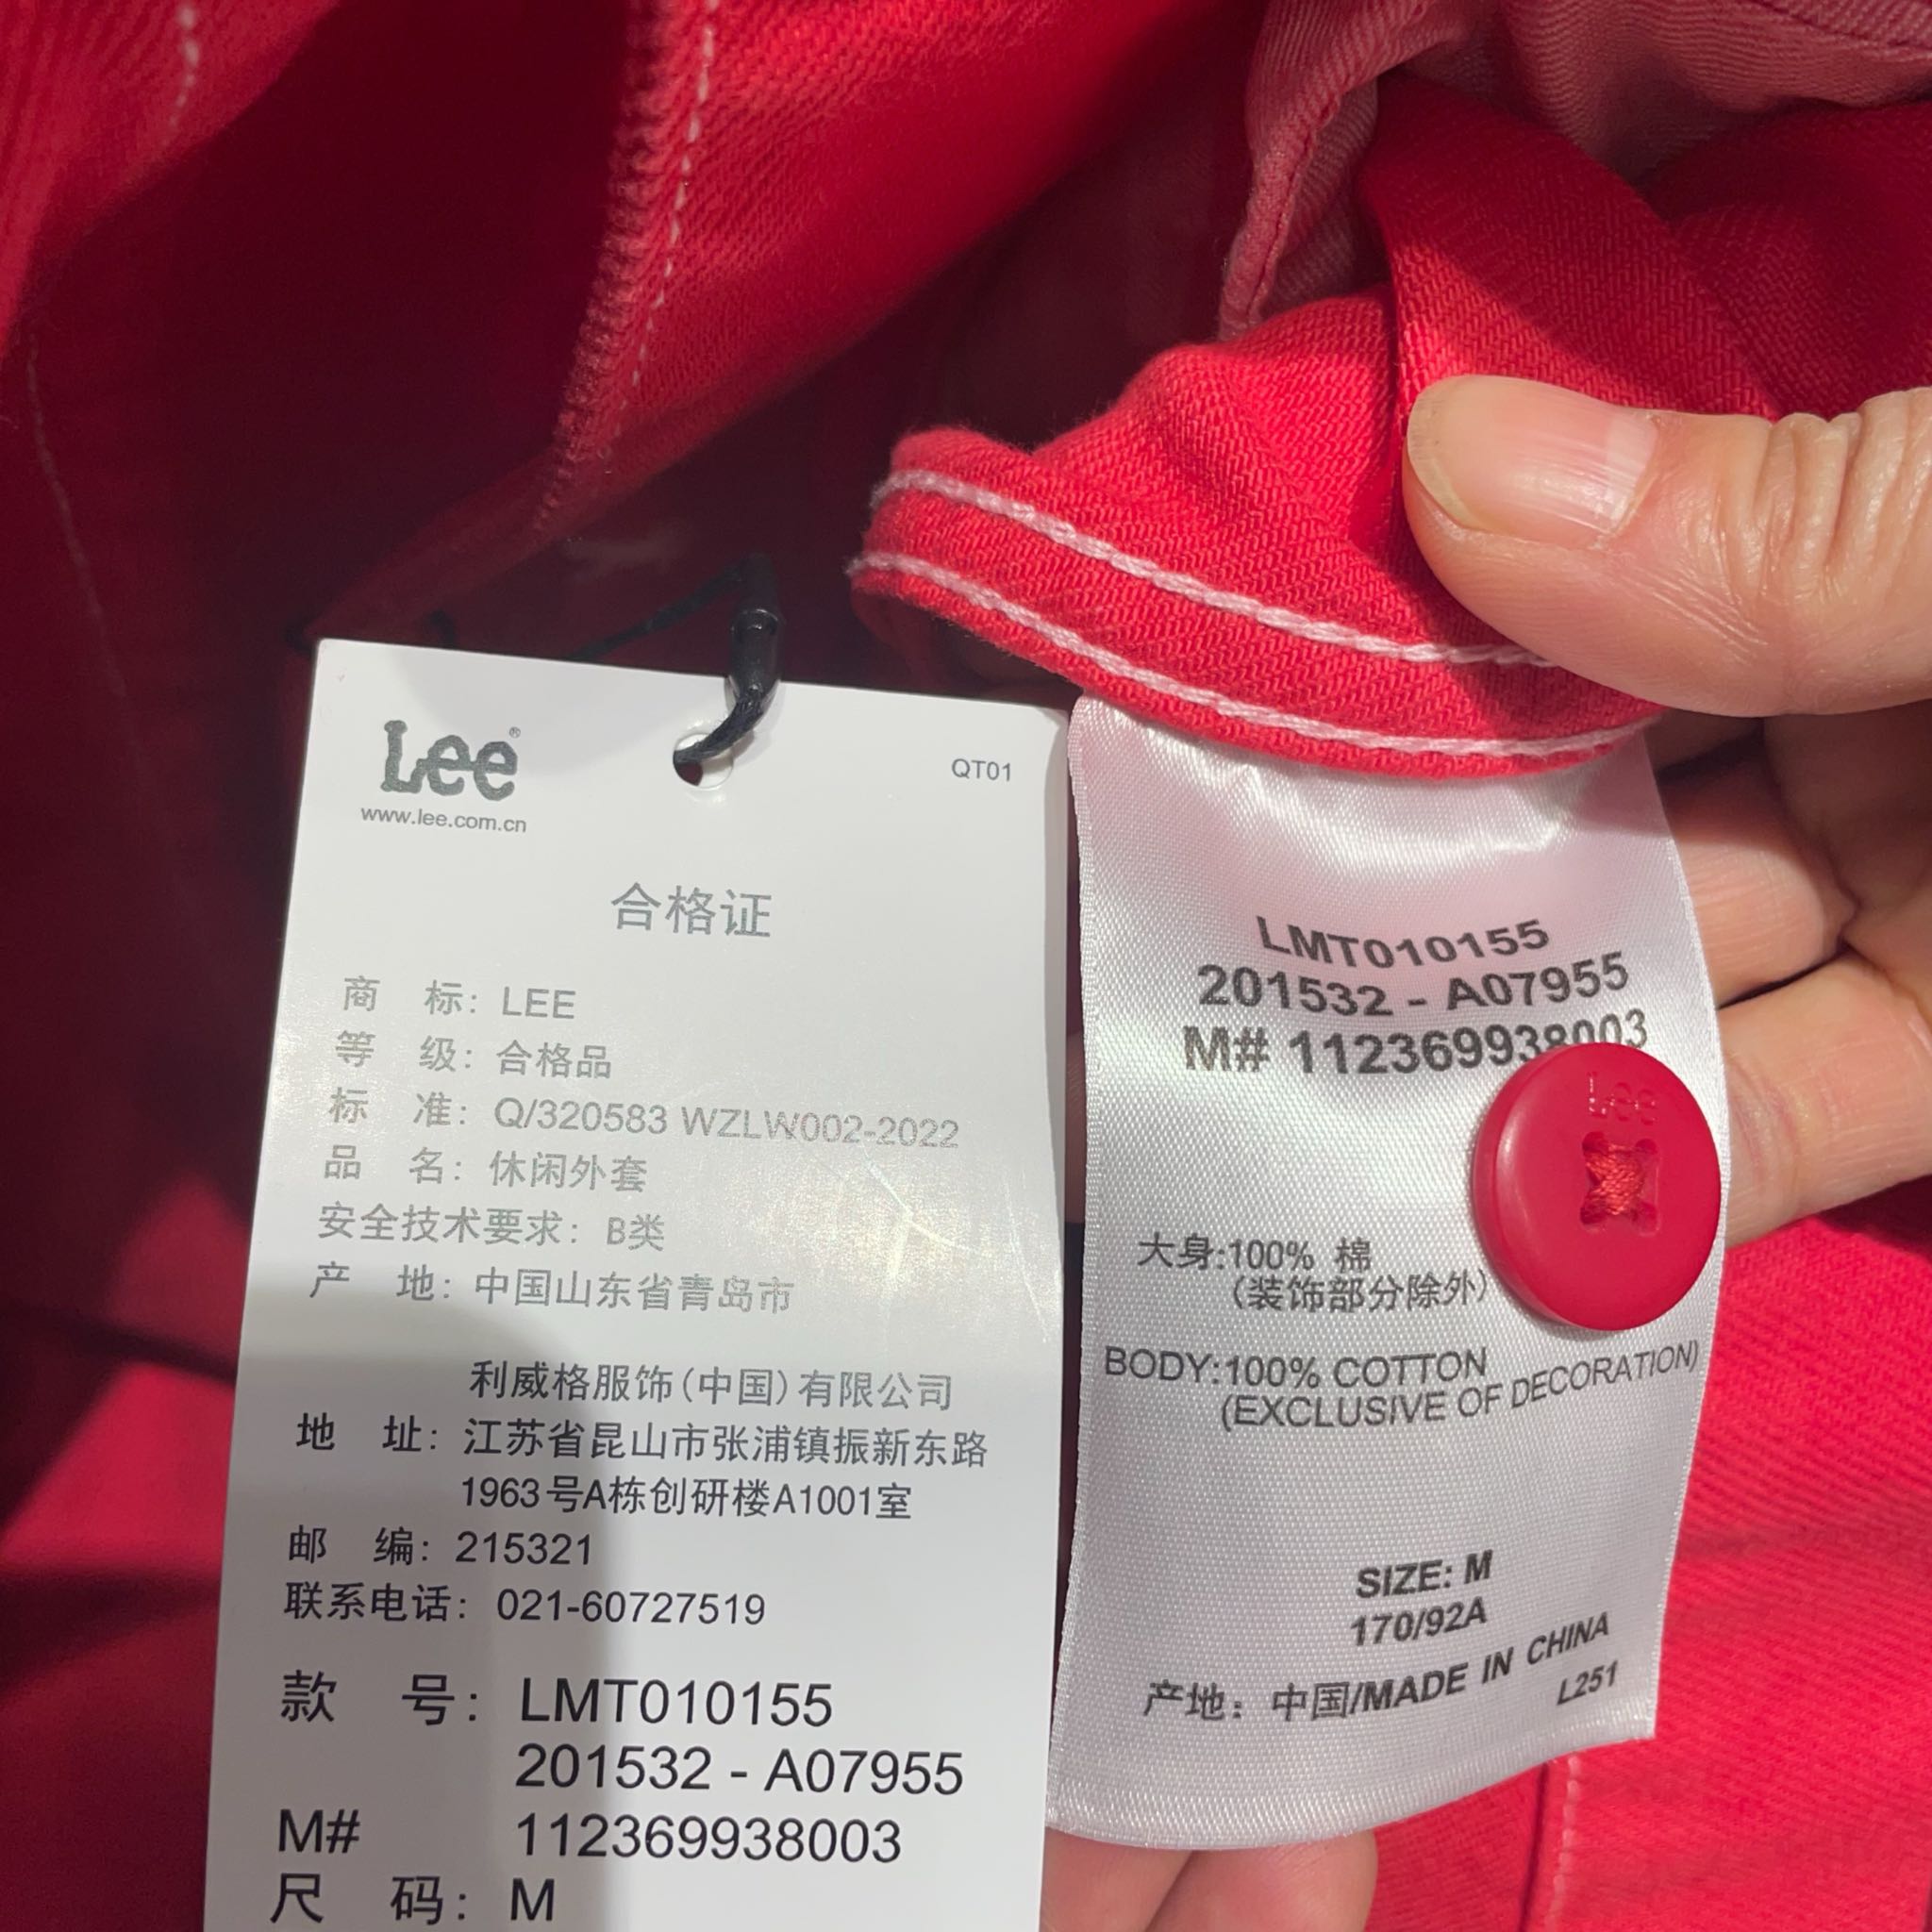 Lee®
www.lee.com.cn
QT01
合格证
商 标: LEE
等 级: 合格品
标 准: Q/320583 WZLW002-2022
品 名: 休闲外套
安全技术要求: B类
产 地: 中国山东省青岛市
利威格服饰(中国)有限公司
地 址: 江苏省昆山市张浦镇振新东路
1963号A栋创研楼A1001室
邮 编: 215321
联系电话: 021-60727519
款 号: LMT010155
201532 - A07955
M# 112369938003
尺 码: M
LMT010155
201532 - A07955
M# 112369938003
Lee
大身:100% 棉
(装饰部分除外)
BODY:100% COTTON
(EXCLUSIVE OF DECORATION)
SIZE: M
170/92A
产地: 中国/MADE IN CHINA
L251